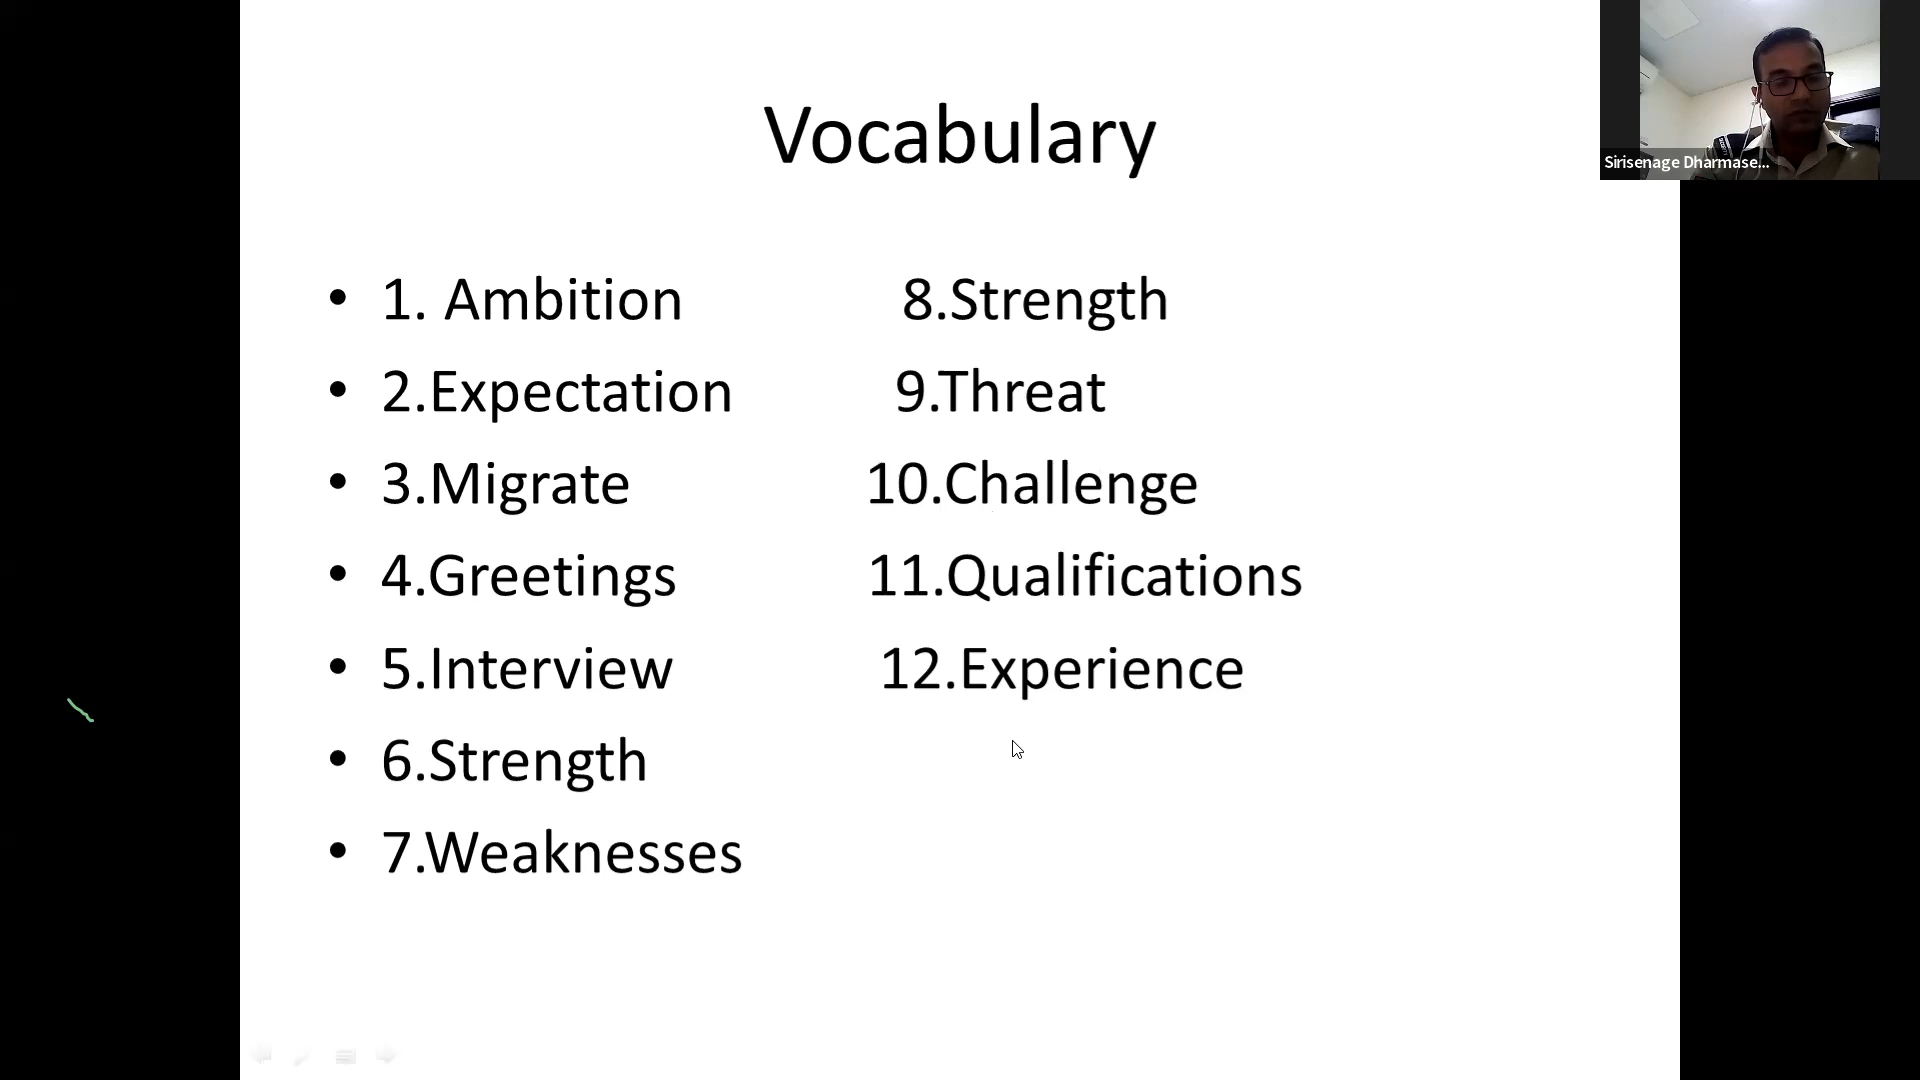 Vocabulary
• 1. Ambition 8.Strength
• 2.Expectation 9.Threat
• 3.Migrate 10.Challenge
• 4.Greetings 11.Qualifications
• 5.Interview 12.Experience
• 6.Strength
• 7.Weaknesses
Sirisenage Dharmase...